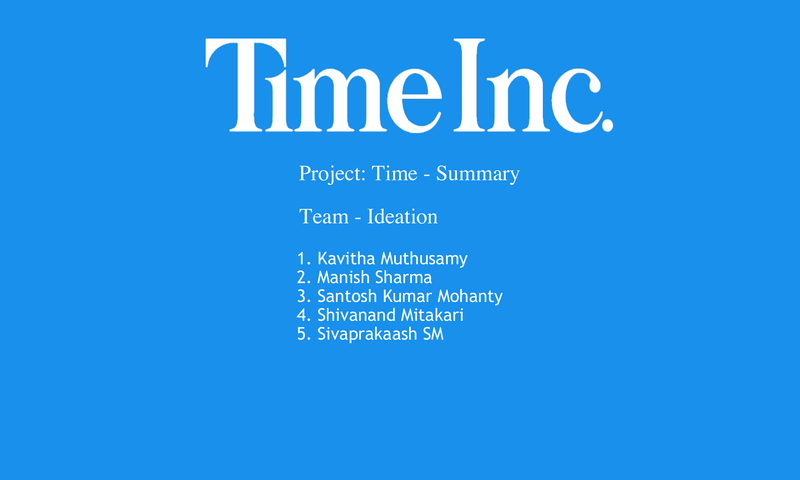 Time Inc.
Project: Time - Summary
Team - Ideation
1. Kavitha Muthusamy
2. Manish Sharma
3. Santosh Kumar Mohanty
4. Shivanand Mitakari
5. Sivaprakaash SM